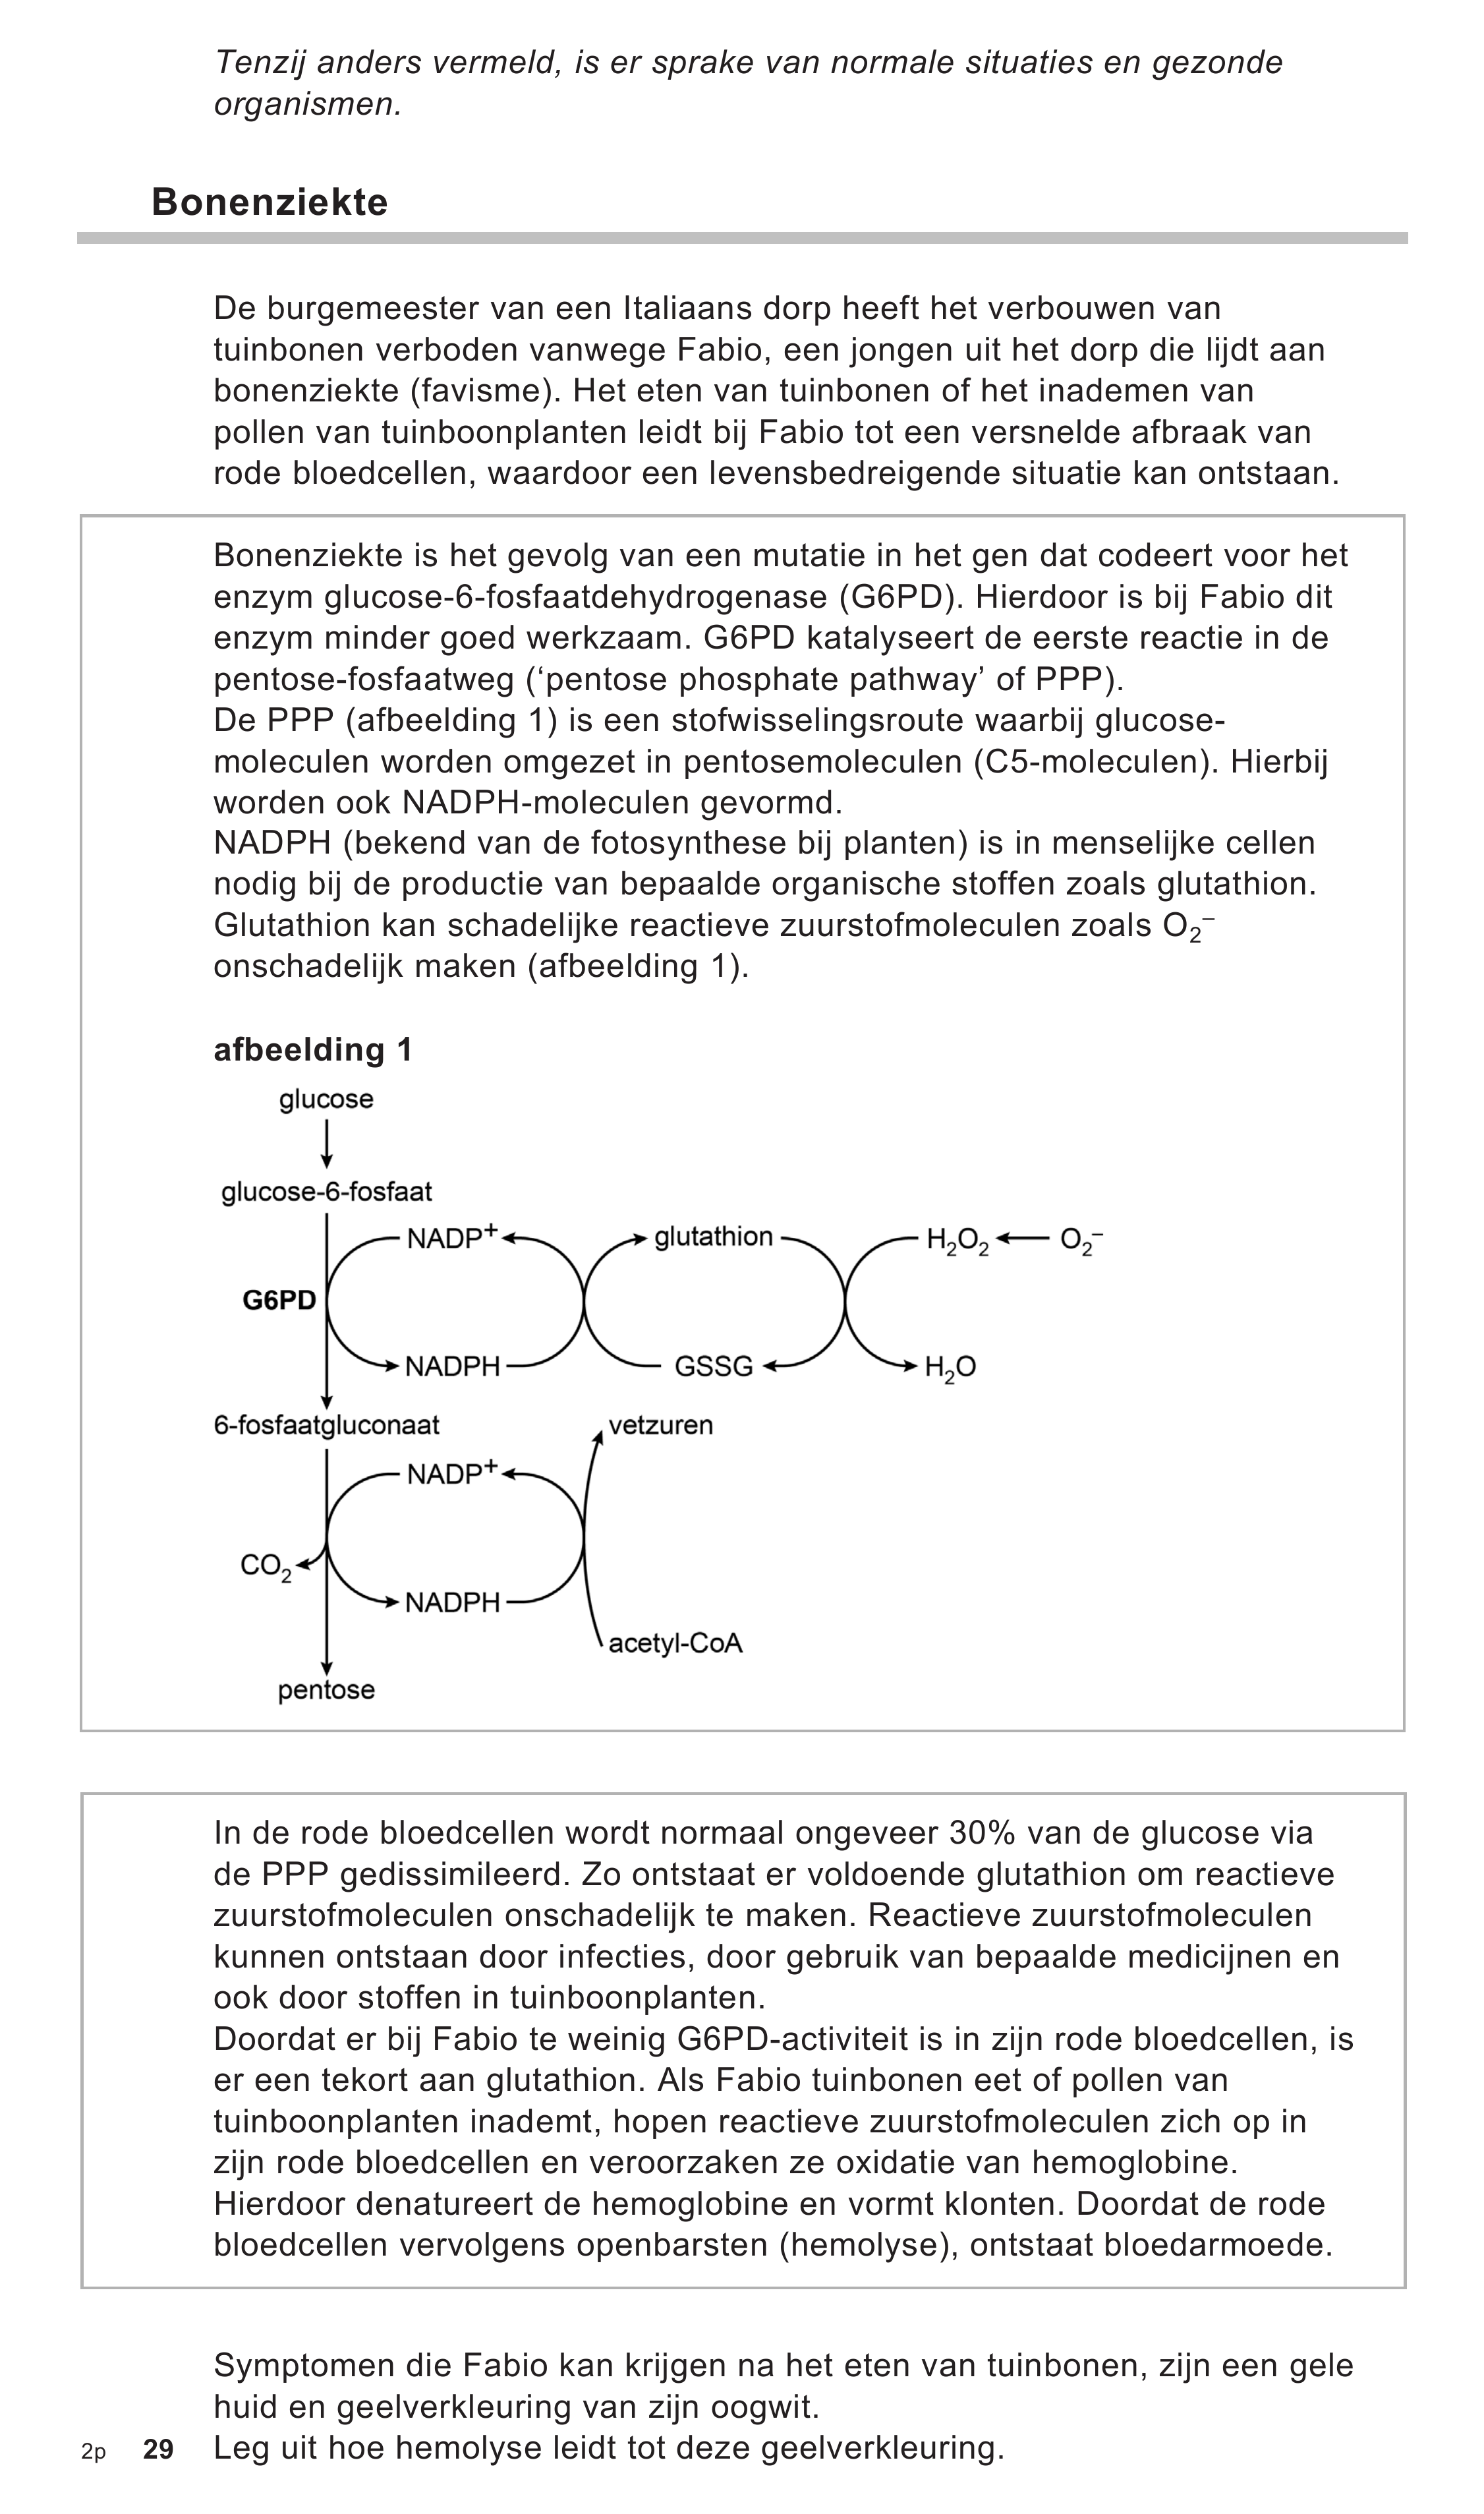 Tenzij anders vermeld, is er sprake van normale situaties en gezonde
organismen.
Bonenziekte
De burgemeester van een Italiaans dorp heeft het verbouwen van
tuinbonen verboden vanwege Fabio, een jongen uit het dorp die lijdt aan
bonenziekte (favisme). Het eten van tuinbonen of het inademen van
pollen van tuinboonplanten leidt bij Fabio tot een versnelde afbraak van
rode bloedcellen, waardoor een levensbedreigende situatie kan ontstaan.
Bonenziekte is het gevolg van een mutatie in het gen dat codeert voor het
enzym glucose-6-fosfaatdehydrogenase (G6PD). Hierdoor is bij Fabio dit
enzym minder goed werkzaam. G6PD katalyseert de eerste reactie in de
pentose-fosfaatweg (‘pentose phosphate pathway’ of PPP).
De PPP (afbeelding 1) is een stofwisselingsroute waarbij glucose-
moleculen worden omgezet in pentosemoleculen (C5-moleculen). Hierbij
worden ook NADPH-moleculen gevormd.
NADPH (bekend van de fotosynthese bij planten) is in menselijke cellen
nodig bij de productie van bepaalde organische stoffen zoals glutathion.
Glutathion kan schadelijke reactieve zuurstofmoleculen zoals O₂⁻
onschadelijk maken (afbeelding 1).
afbeelding 1
glucose
glucose-6-fosfaat
NADP⁺ glutathion H₂O₂ O₂⁻
G6PD
NADPH GSSG H₂O
6-fosfaatgluconaat vetzuren
NADP⁺
CO₂
NADPH
acetyl-CoA
pentose
In de rode bloedcellen wordt normaal ongeveer 30% van de glucose via
de PPP gedissimileerd. Zo ontstaat er voldoende glutathion om reactieve
zuurstofmoleculen onschadelijk te maken. Reactieve zuurstofmoleculen
kunnen ontstaan door infecties, door gebruik van bepaalde medicijnen en
ook door stoffen in tuinboonplanten.
Doordat er bij Fabio te weinig G6PD-activiteit is in zijn rode bloedcellen, is
er een tekort aan glutathion. Als Fabio tuinbonen eet of pollen van
tuinboonplanten inademt, hopen reactieve zuurstofmoleculen zich op in
zijn rode bloedcellen en veroorzaken ze oxidatie van hemoglobine.
Hierdoor denatureert de hemoglobine en vormt klonten. Doordat de rode
bloedcellen vervolgens openbarsten (hemolyse), ontstaat bloedarmoede.
Symptomen die Fabio kan krijgen na het eten van tuinbonen, zijn een gele
huid en geelverkleuring van zijn oogwit.
2p 29 Leg uit hoe hemolyse leidt tot deze geelverkleuring.